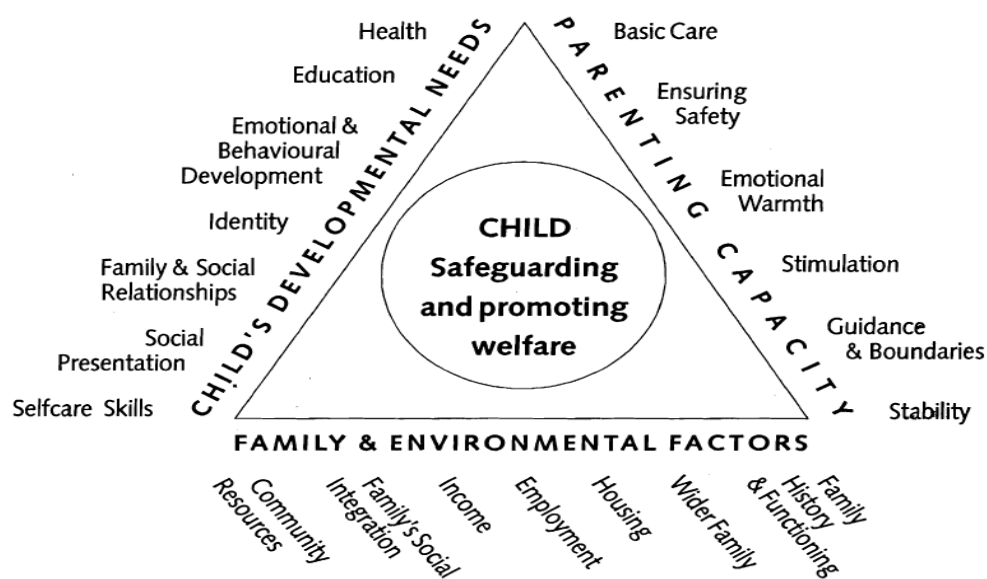 Health
Education
Emotional &
Behavioural
Development
Identity
Family & Social
Relationships
Social
Presentation
Selfcare Skills
CHILD'S DEVELOPMENTAL NEEDS
PARENTING CAPACITY
Basic Care
Ensuring
Safety
Emotional
Warmth
Stimulation
Guidance
& Boundaries
Stability
CHILD
Safeguarding
and promoting
welfare
FAMILY & ENVIRONMENTAL FACTORS
Community
Resources
Family's Social
Integration
Income
Employment
Housing
Wider Family
Family
History
& Functioning